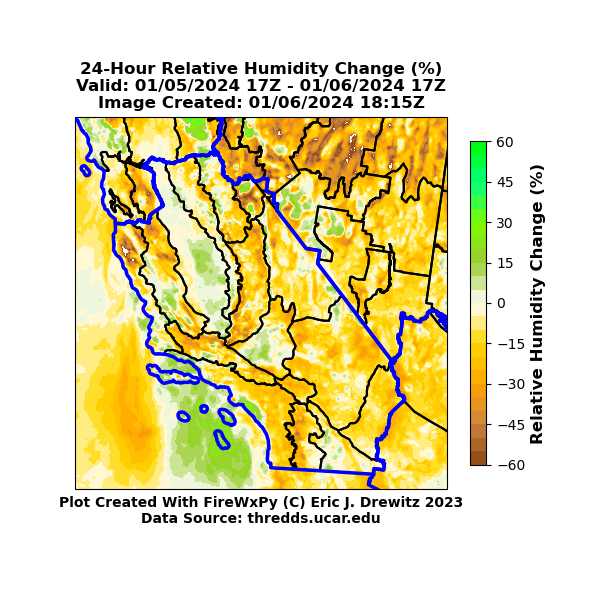 24-Hour Relative Humidity Change (%)
Valid: 01/05/2024 17Z - 01/06/2024 17Z
Image Created: 01/06/2024 18:15Z
60
45
30
15
0
−15
−30
−45
−60
Relative Humidity Change (%)
Plot Created With FireWxPy (C) Eric J. Drewitz 2023
Data Source: thredds.ucar.edu